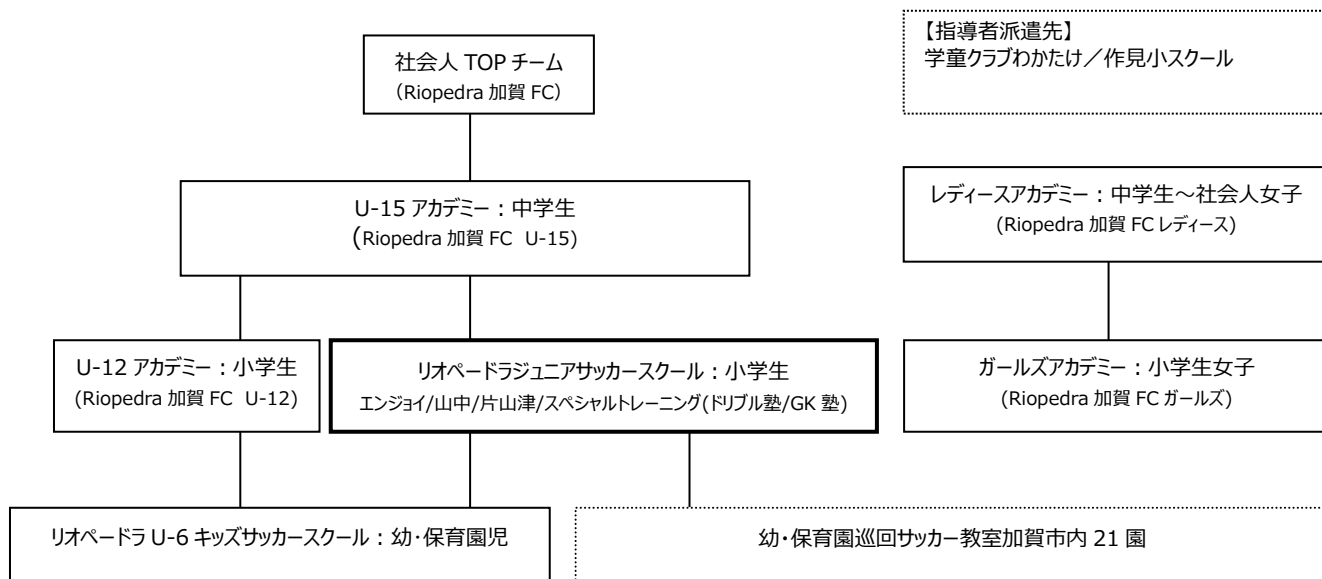 社会人 TOP チーム
(Riopedra 加賀 FC)
【指導者派遣先】
学童クラブわかたけ／作見小スクール
U-15 アカデミー：中学生
(Riopedra 加賀 FC U-15)
レディースアカデミー：中学生～社会人女子
(Riopedra 加賀 FC レディース)
U-12 アカデミー：小学生
(Riopedra 加賀 FC U-12)
リオペードラジュニアサッカースクール：小学生
エンジョイ/山中/片山津/スペシャルトレーニング(ドリブル塾/GK 塾)
ガールズアカデミー：小学生女子
(Riopedra 加賀 FC ガールズ)
リオペードラ U-6 キッズサッカースクール：幼・保育園児
幼・保育園巡回サッカー教室加賀市内 21 園